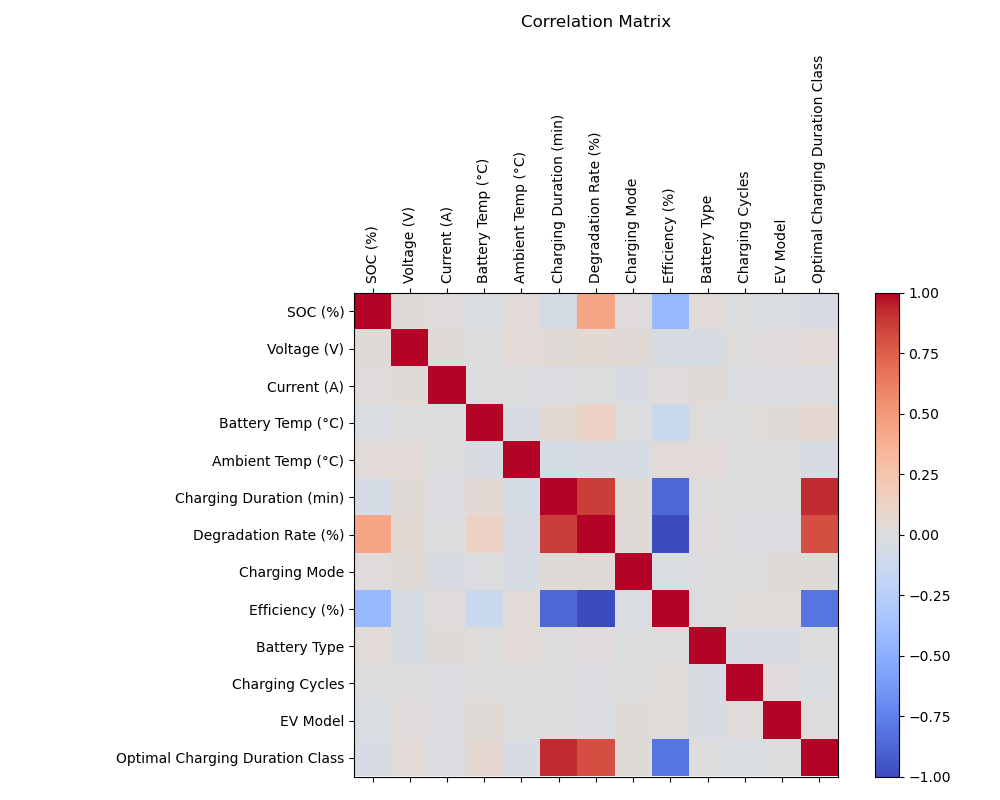 Correlation Matrix
SOC (%)
Voltage (V)
Current (A)
Battery Temp (°C)
Ambient Temp (°C)
Charging Duration (min)
Degradation Rate (%)
Charging Mode
Efficiency (%)
Battery Type
Charging Cycles
EV Model
Optimal Charging Duration Class
SOC (%)
Voltage (V)
Current (A)
Battery Temp (°C)
Ambient Temp (°C)
Charging Duration (min)
Degradation Rate (%)
Charging Mode
Efficiency (%)
Battery Type
Charging Cycles
EV Model
Optimal Charging Duration Class
1.00
0.75
0.50
0.25
0.00
−0.25
−0.50
−0.75
−1.00